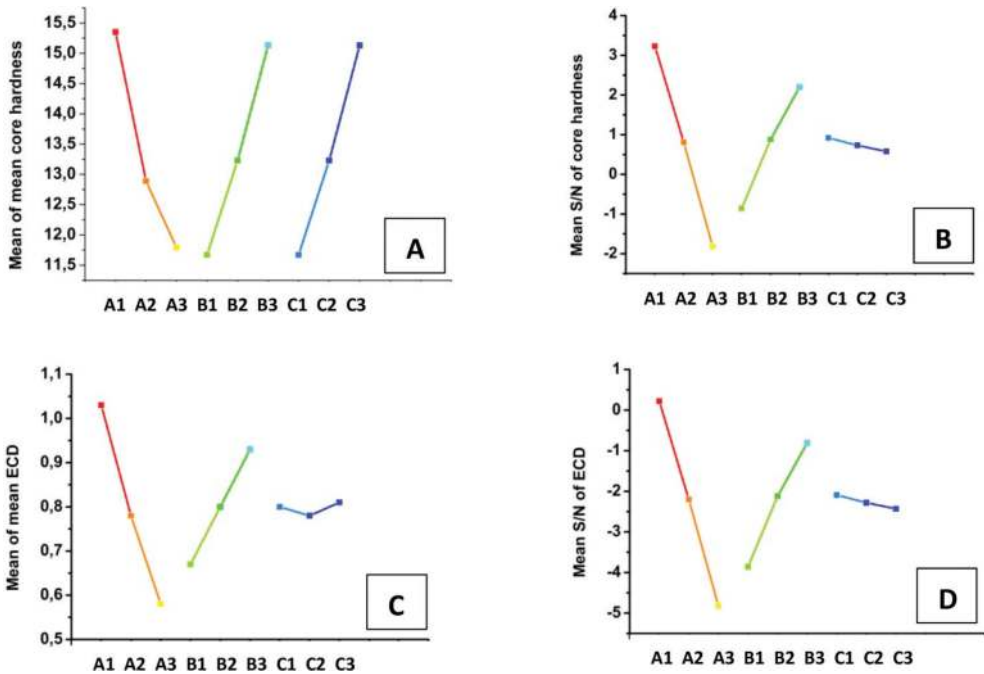 Mean of mean core hardness
15,5
15,0
14,5
14,0
13,5
13,0
12,5
12,0
11,5
A1 A2 A3 B1 B2 B3 C1 C2 C3
A
Mean S/N of core hardness
4
3
2
1
0
-1
-2
A1 A2 A3 B1 B2 B3 C1 C2 C3
B
Mean of mean ECD
1,1
1,0
0,9
0,8
0,7
0,6
0,5
A1 A2 A3 B1 B2 B3 C1 C2 C3
C
Mean S/N of ECD
1
0
-1
-2
-3
-4
-5
A1 A2 A3 B1 B2 B3 C1 C2 C3
D